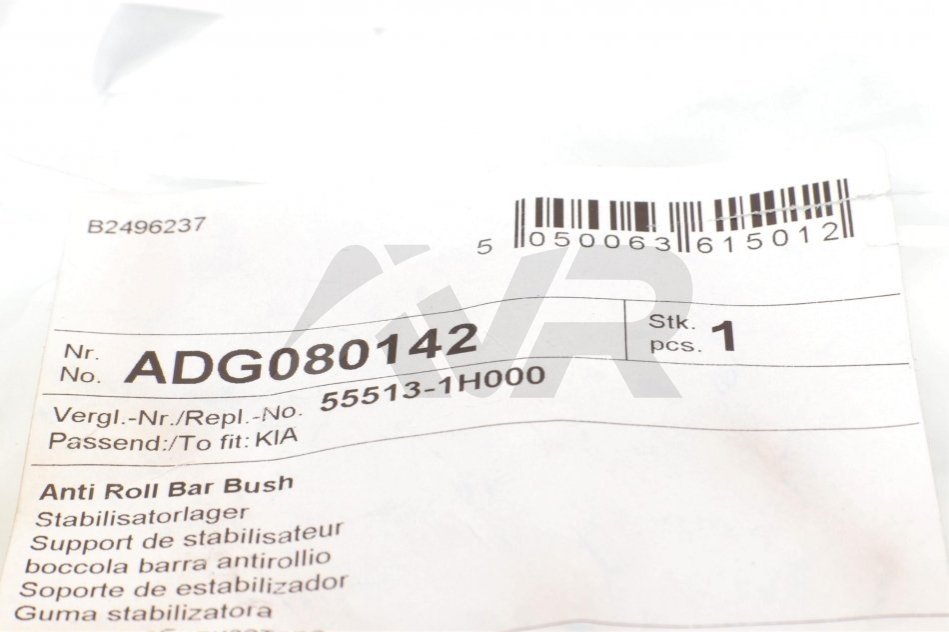 B2496237
5 050063 615012
Nr.
No. ADG080142
Stk.
pcs. 1
Vergl.-Nr./Repl.-No. 55513-1H000
Passend:/To fit: KIA
Anti Roll Bar Bush
Stabilisatorlager
Support de stabilisateur
boccola barra antirollio
Soporte de estabilizador
Guma stabilizatora
VR